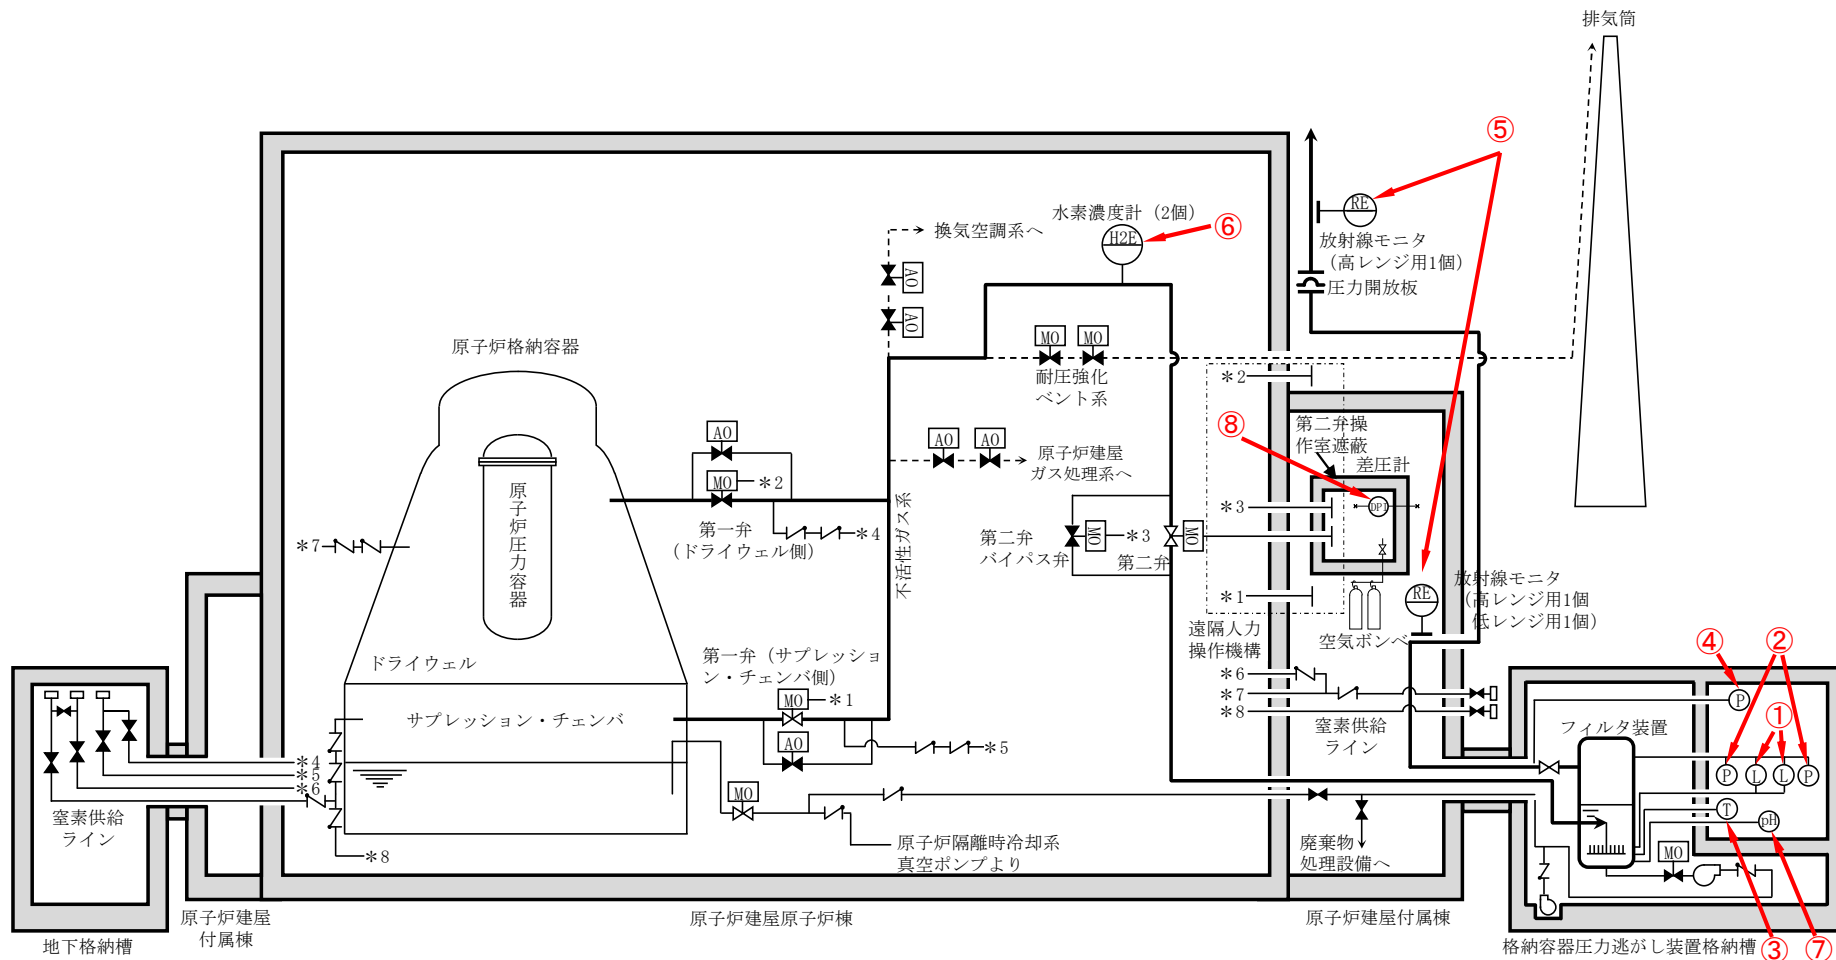 排気筒
⑤
水素濃度計（2個）
⑥
H2E
RE
換気空調系へ
放射線モニタ
（高レンジ用1個）
圧力開放板
AO
AO
原子炉格納容器
MO
MO
耐圧強化
ベント系
＊2
⑧
第二弁操
作室遮蔽
差圧計
AO
AO
AO
原子炉建屋
ガス処理系へ
MO
＊2
原子炉圧力容器
不活性ガス系
＊3
DPI
第一弁
（ドライウェル側）
＊4
第二弁
バイパス弁
MO
＊3
第二弁
MO
＊7
＊1
RE
放射線モニタ
（高レンジ用1個
低レンジ用1個）
空気ボンベ
遠隔人力
操作機構
④
②
ドライウェル
第一弁（サプレッショ
ン・チェンバ側）
MO
＊1
＊6
＊7
＊8
P
サプレッション・チェンバ
窒素供給
ライン
フィルタ装置
①
AO
＊5
＊4
＊5
＊6
P
L
L
P
MO
T
pH
窒素供給
ライン
＊8
原子炉隔離時冷却系
真空ポンプより
廃棄物
処理設備へ
MO
原子炉建屋
付属棟
原子炉建屋原子炉棟
原子炉建屋付属棟
地下格納槽
格納容器圧力逃がし装置格納槽
③
⑦